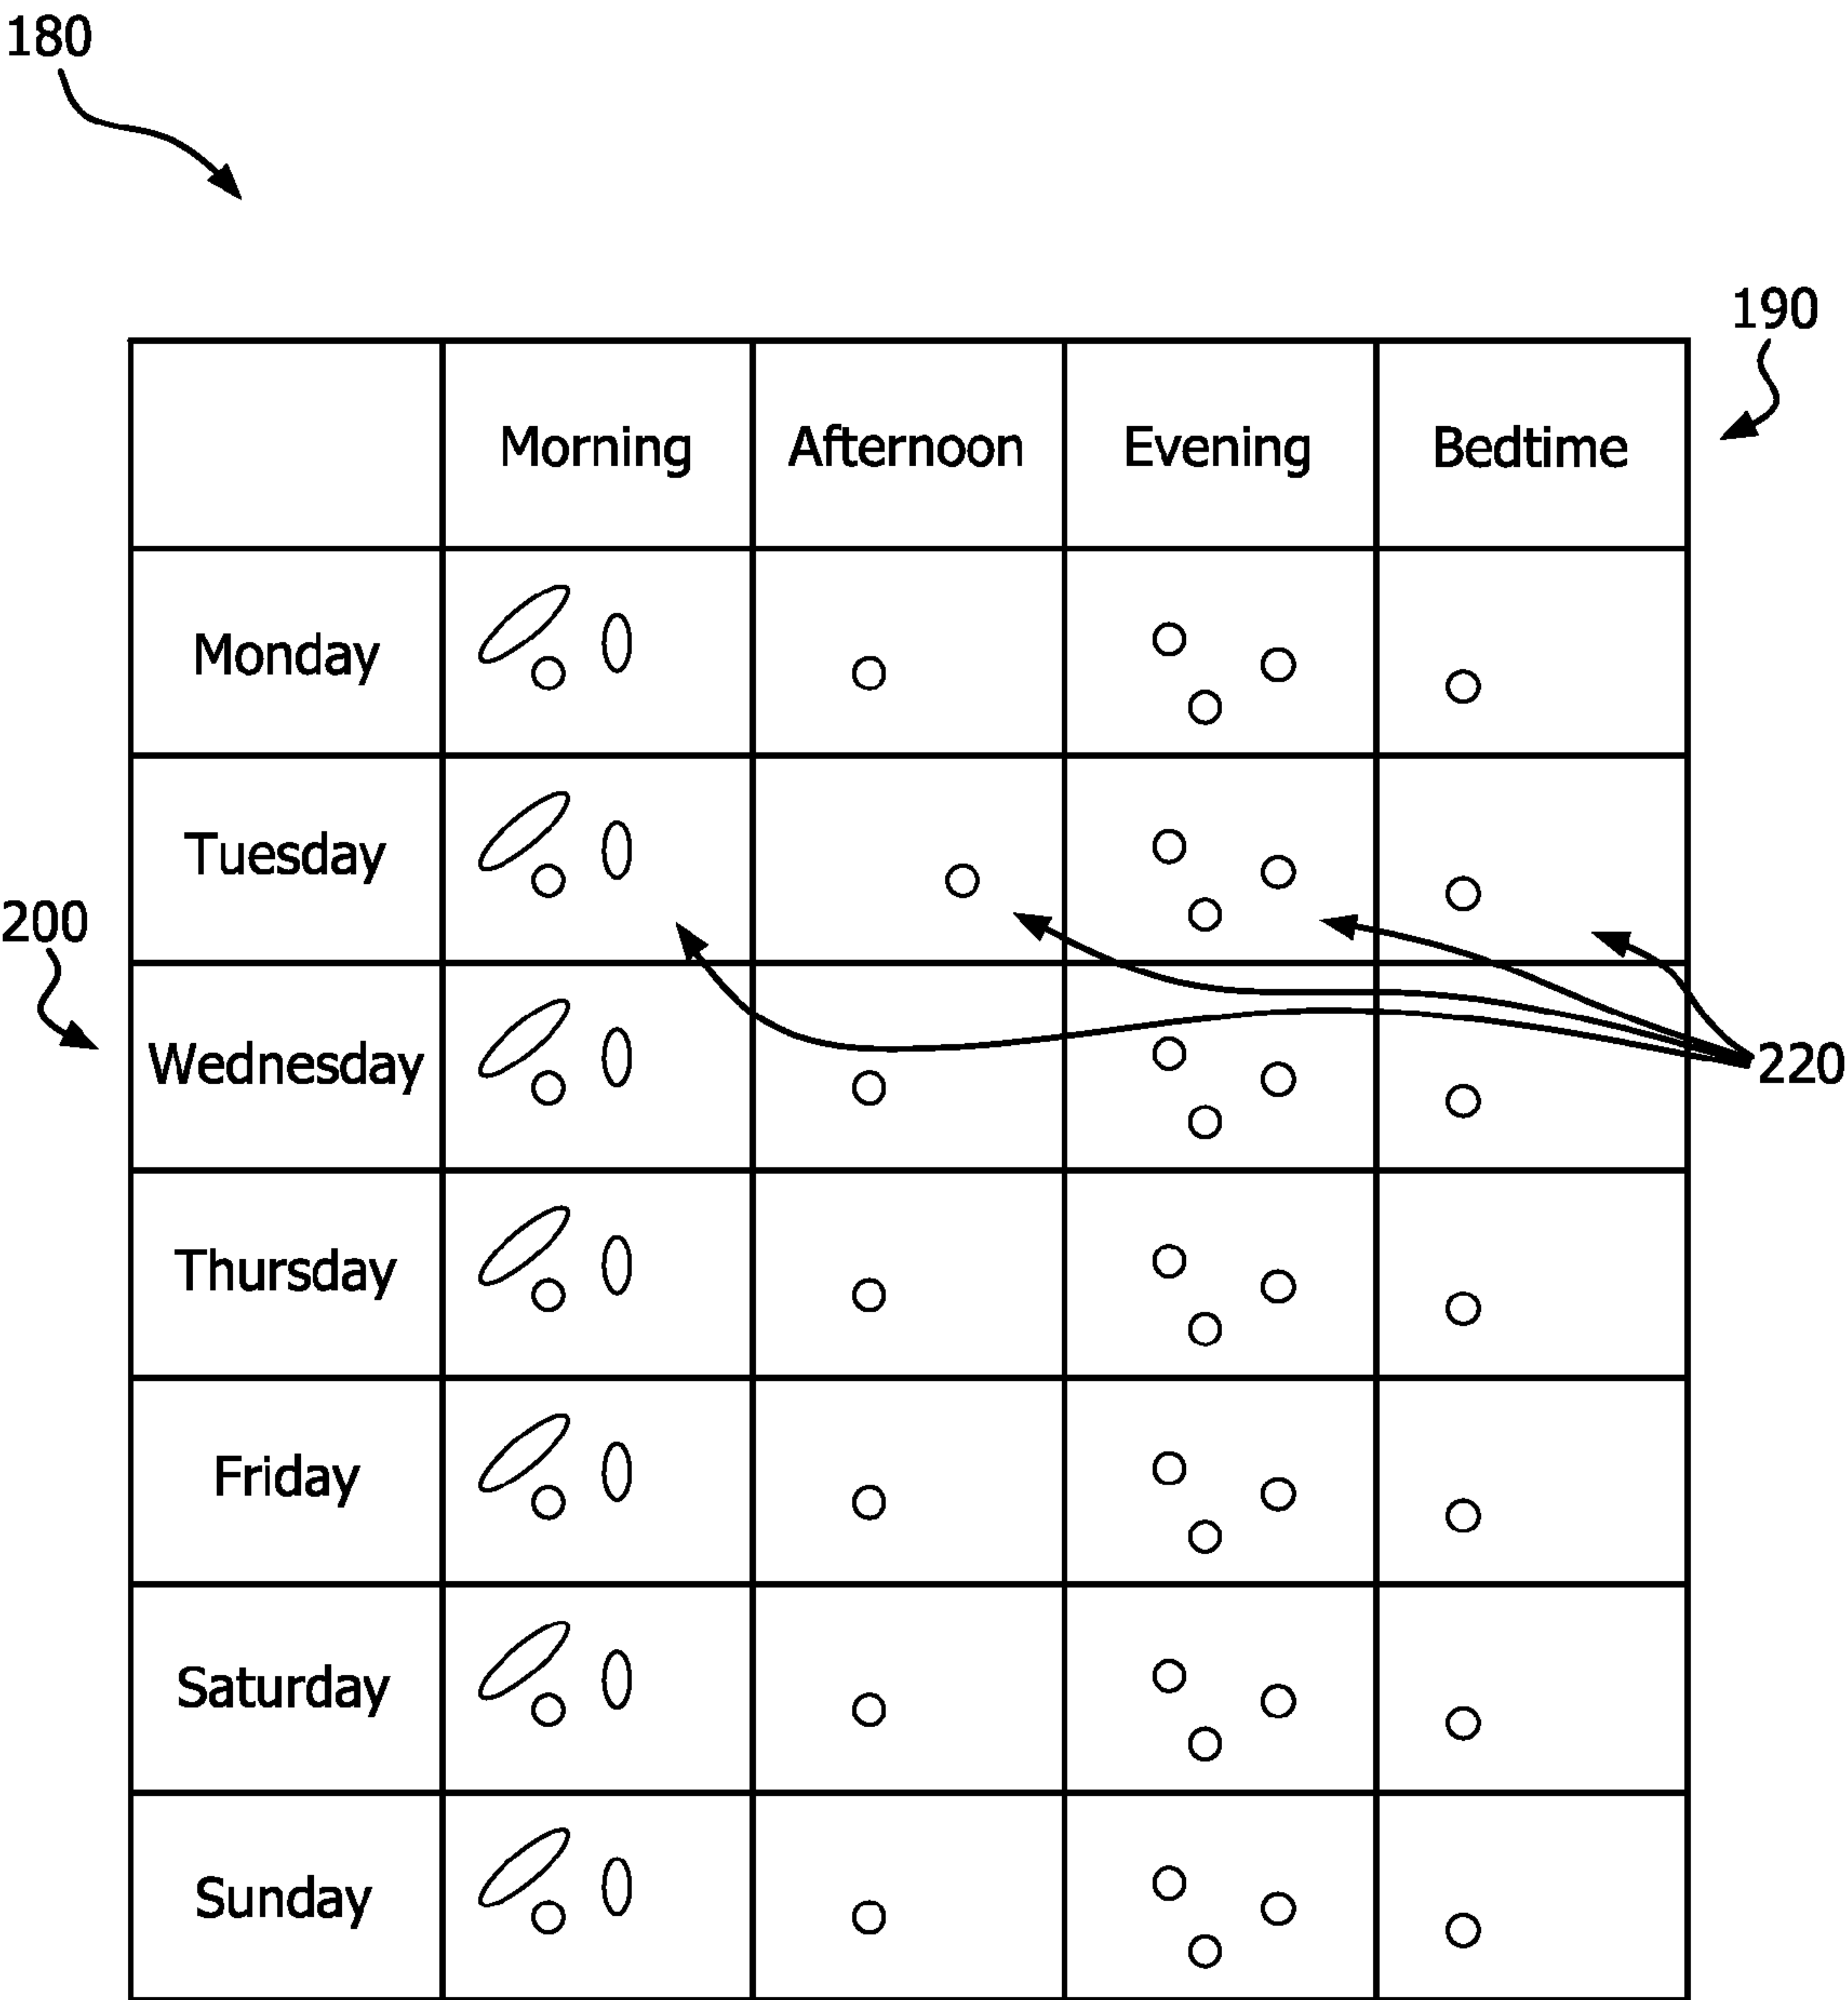 180
190
Morning Afternoon Evening Bedtime
Monday
Tuesday
200
Wednesday
220
Thursday
Friday
Saturday
Sunday